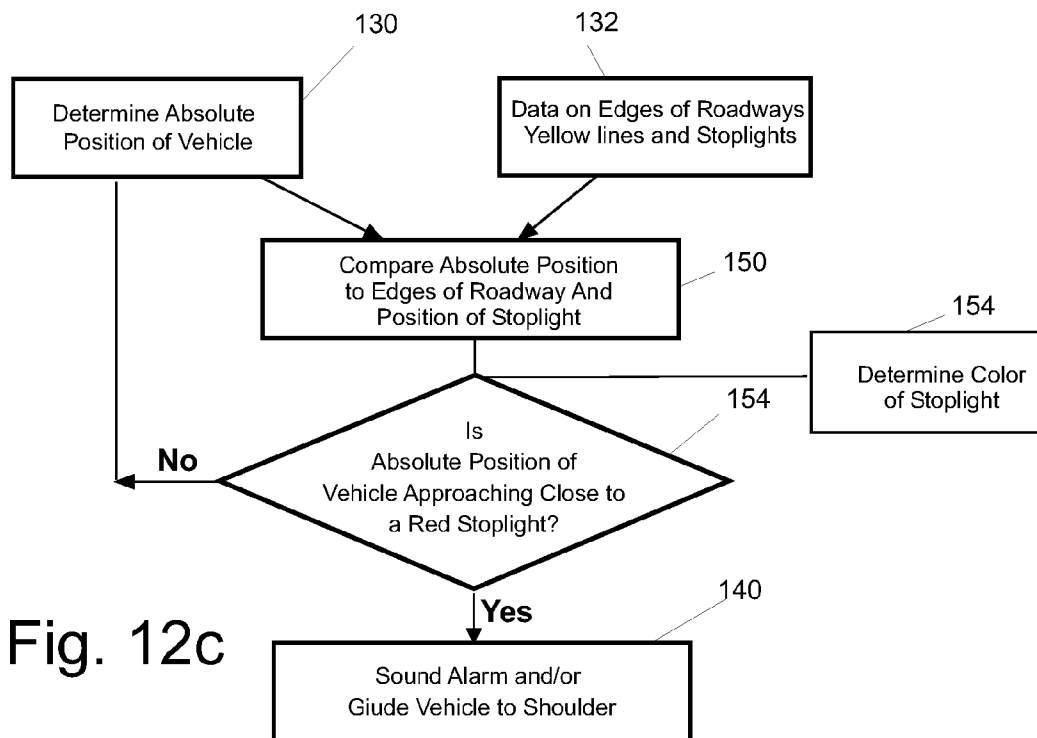 130
132
Determine Absolute
Position of Vehicle
Data on Edges of Roadways
Yellow lines and Stoplights
Compare Absolute Position
to Edges of Roadway And
Position of Stoplight
150
154
Determine Color
of Stoplight
154
Is
Absolute Position of
Vehicle Approaching Close to
a Red Stoplight?
No
Yes
140
Fig. 12c
Sound Alarm and/or
Giude Vehicle to Shoulder